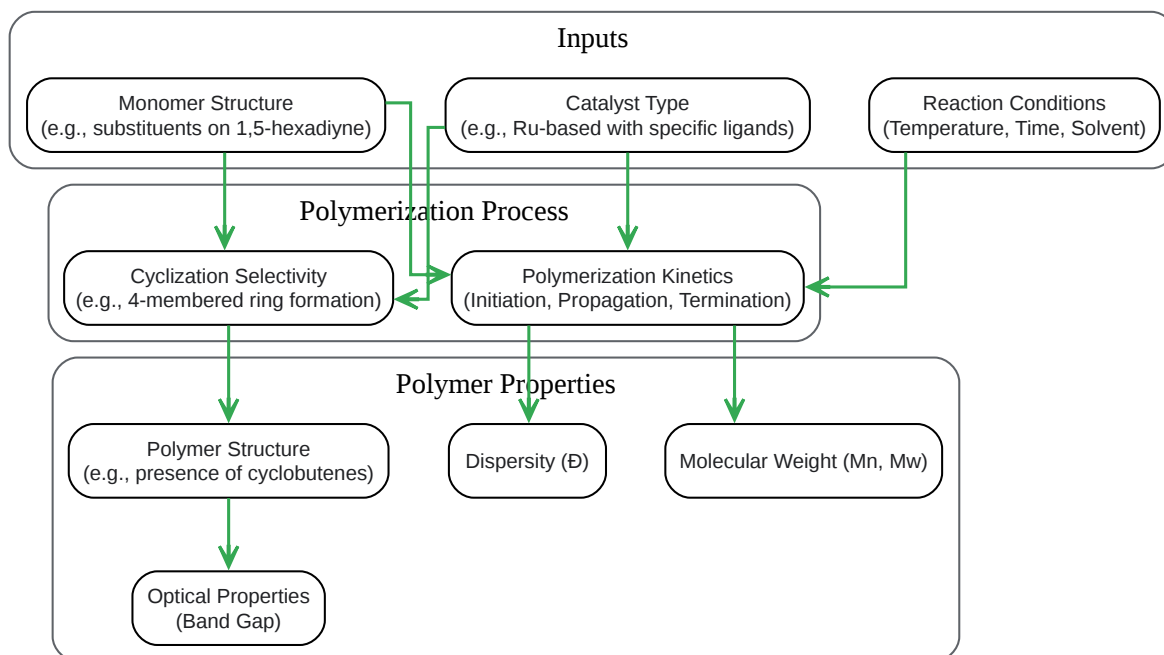 Inputs
Monomer Structure
(e.g., substituents on 1,5-hexadiyne)
Catalyst Type
(e.g., Ru-based with specific ligands)
Reaction Conditions
(Temperature, Time, Solvent)
Polymerization Process
Cyclization Selectivity
(e.g., 4-membered ring formation)
Polymerization Kinetics
(Initiation, Propagation, Termination)
Polymer Properties
Polymer Structure
(e.g., presence of cyclobutenes)
Dispersity (Đ)
Molecular Weight (Mn, Mw)
Optical Properties
(Band Gap)